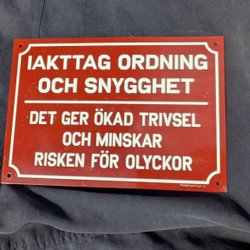 IAKTTAG ORDNING
OCH SNYGGHET
DET GER ÖKAD TRIVSEL
OCH MINSKAR
RISKEN FÖR OLYCKOR